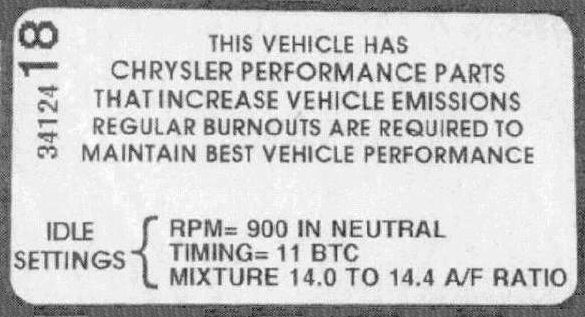 34124 18
THIS VEHICLE HAS
CHRYSLER PERFORMANCE PARTS
THAT INCREASE VEHICLE EMISSIONS
REGULAR BURNOUTS ARE REQUIRED TO
MAINTAIN BEST VEHICLE PERFORMANCE
IDLE
SETTINGS
RPM= 900 IN NEUTRAL
TIMING= 11 BTC
MIXTURE 14.0 TO 14.4 A/F RATIO